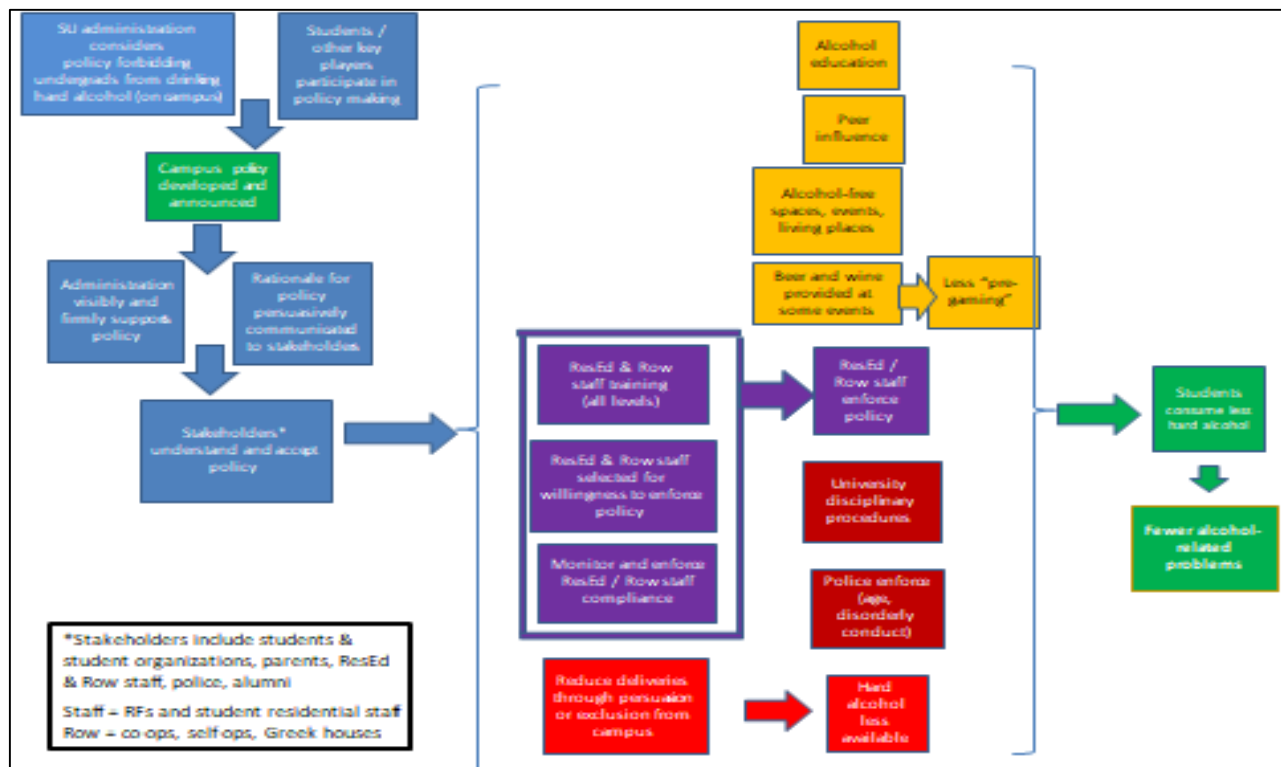 SU administration
considers
policy forbidding
undergrads from drinking
hard alcohol (on campus)
Students /
other key
players
participate in
policy making
Campus policy
developed and
announced
Administration
visibly and
firmly supports
policy
Rationale for
policy
persuasively
communicated
to stakeholders
Stakeholders*
understand and accept
policy
Alcohol
education
Peer
influence
Alcohol-free
spaces, events,
living places
Beer and wine
provided at
some events
Less "pre-
gaming"
ResEd & Row
staff training
(all levels)
ResEd & Row staff
selected for
willingness to enforce
policy
Monitor and enforce
ResEd / Row staff
compliance
ResEd /
Row staff
enforce
policy
University
disciplinary
procedures
Police enforce
(age,
disorderly
conduct)
Reduce deliveries
through persuasion
or exclusion from
campus
Hard
alcohol
less
available
Students
consume less
hard alcohol
Fewer alcohol-
related
problems
*Stakeholders include students &
student organizations, parents, ResEd
& Row staff, police, alumni
Staff = RFs and student residential staff
Row = co-ops, self-ops, Greek houses